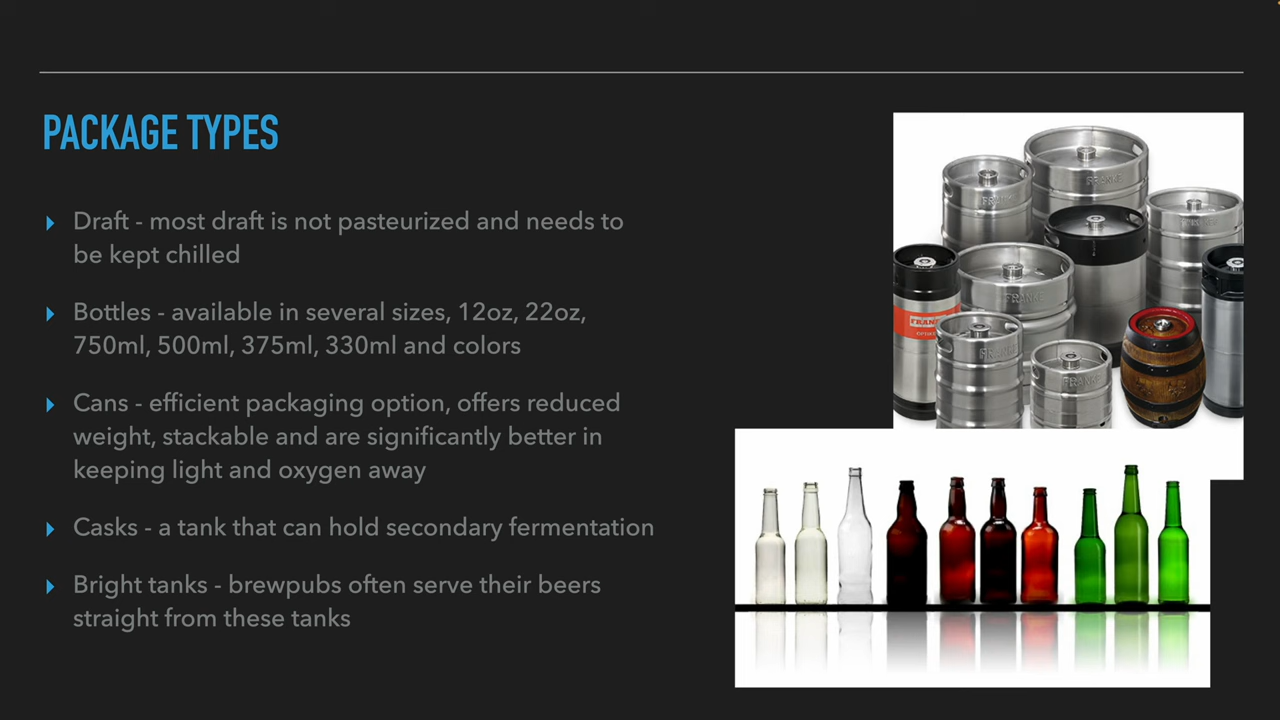 PACKAGE TYPES
Draft - most draft is not pasteurized and needs to
be kept chilled
Bottles - available in several sizes, 12oz, 22oz,
750ml, 500ml, 375ml, 330ml and colors
Cans - efficient packaging option, offers reduced
weight, stackable and are significantly better in
keeping light and oxygen away
Casks - a tank that can hold secondary fermentation
Bright tanks - brewpubs often serve their beers
straight from these tanks
FRANKE
FRANKE
FRANKE